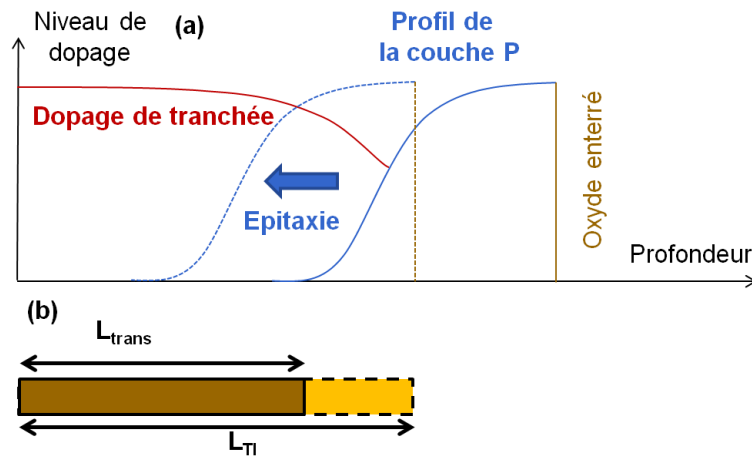 Niveau de
dopage
(a)
Profil de
la couche P
Dopage de tranchée
Epitaxie
Oxyde enterré
Profondeur
(b)
Ltrans
LTI